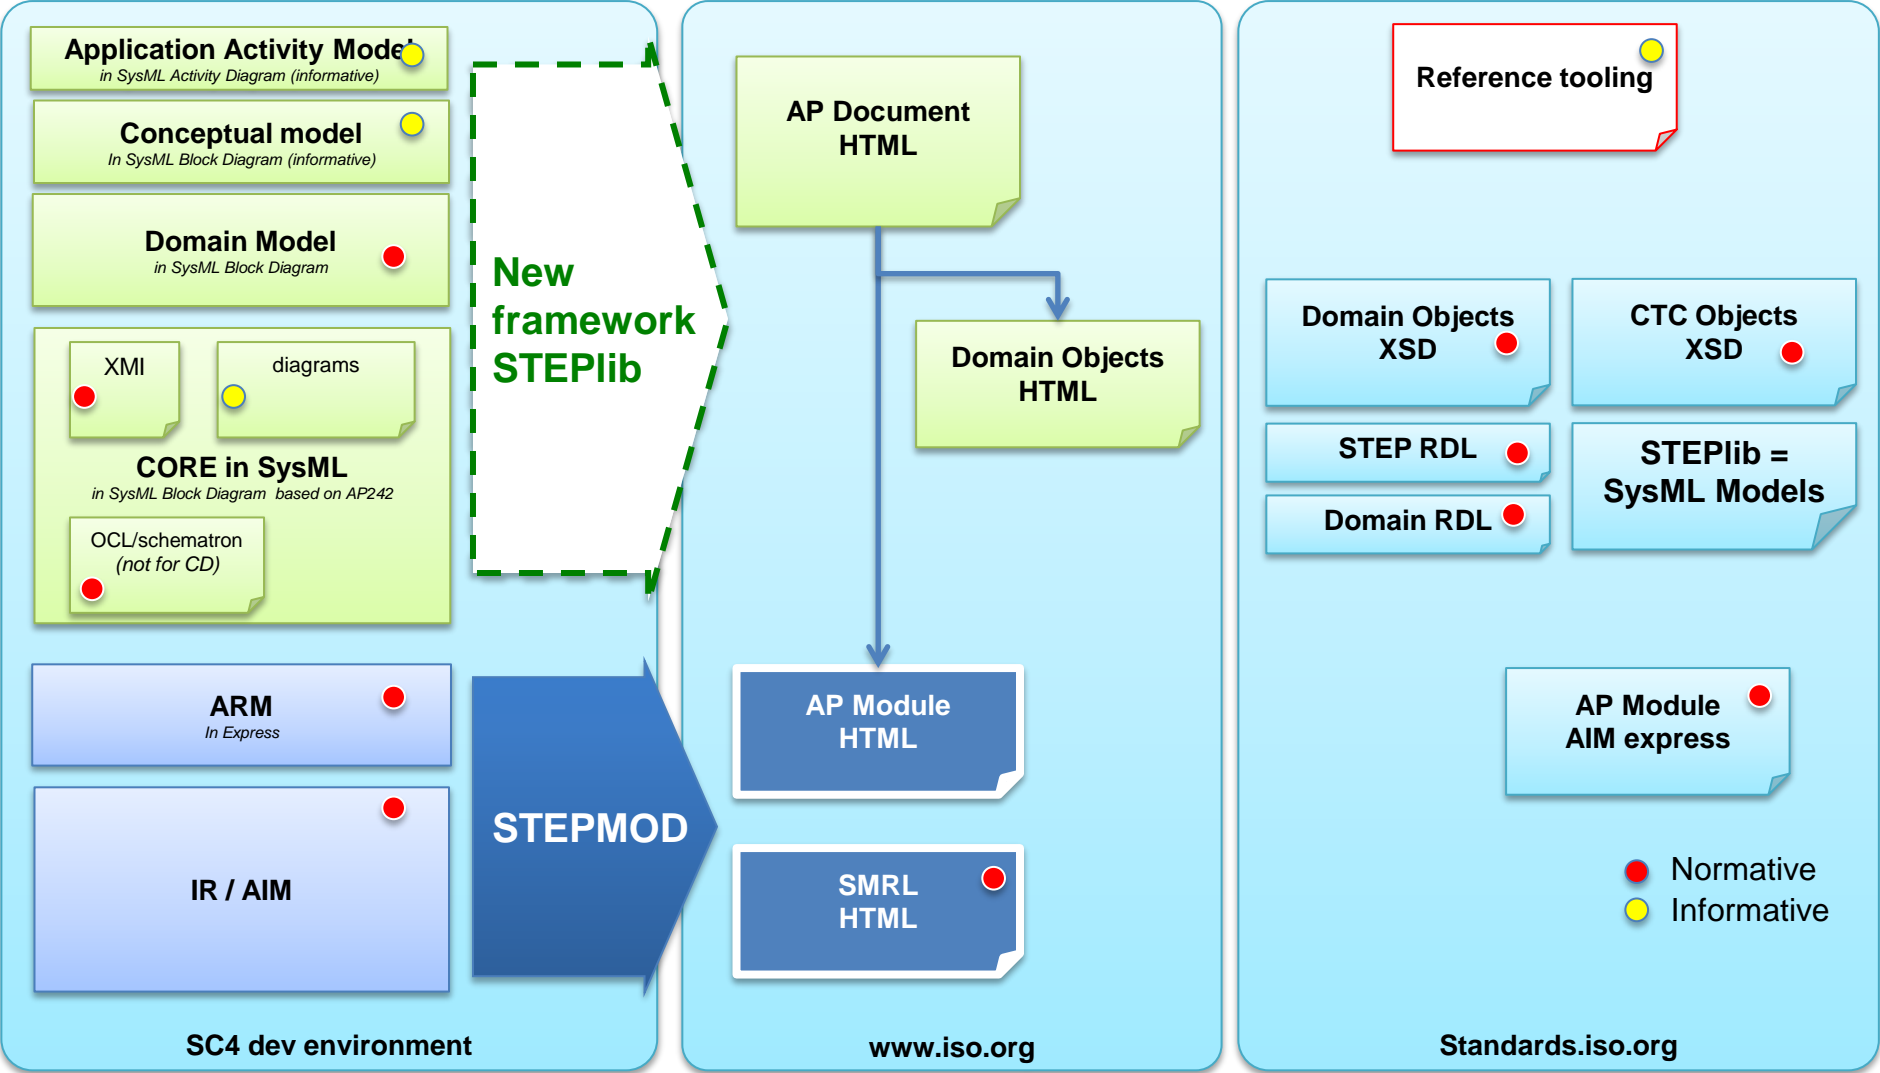 Application Activity Model
in SysML Activity Diagram (informative)
Conceptual model
In SysML Block Diagram (informative)
Domain Model
in SysML Block Diagram
XMI
diagrams
CORE in SysML
in SysML Block Diagram based on AP242
OCL/schematron
(not for CD)
ARM
In Express
IR / AIM
SC4 dev environment
New
framework
STEPlib
STEPMOD
AP Document
HTML
Domain Objects
HTML
AP Module
HTML
SMRL
HTML
www.iso.org
Reference tooling
Domain Objects
XSD
CTC Objects
XSD
STEP RDL
Domain RDL
STEPlib =
SysML Models
AP Module
AIM express
Normative
Informative
Standards.iso.org